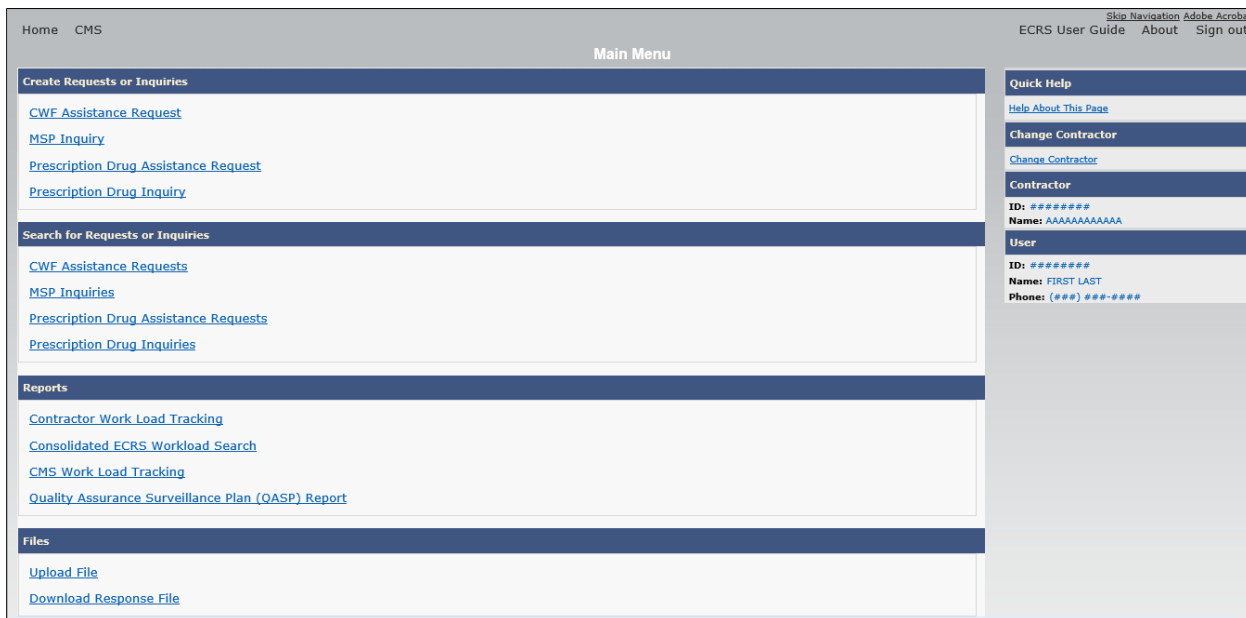 Skip Navigation Adobe Acroba
Home CMS ECRS User Guide About Sign out
Main Menu
Create Requests or Inquiries
CWF Assistance Request
MSP Inquiry
Prescription Drug Assistance Request
Prescription Drug Inquiry
Search for Requests or Inquiries
CWF Assistance Requests
MSP Inquiries
Prescription Drug Assistance Requests
Prescription Drug Inquiries
Reports
Contractor Work Load Tracking
Consolidated ECRS Workload Search
CMS Work Load Tracking
Quality Assurance Surveillance Plan (QASP) Report
Files
Upload File
Download Response File
Quick Help
Help About This Page
Change Contractor
Change Contractor
Contractor
ID: ########
Name: AAAAAAAAAAAA
User
ID: ########
Name: FIRST LAST
Phone: (###) ###-####